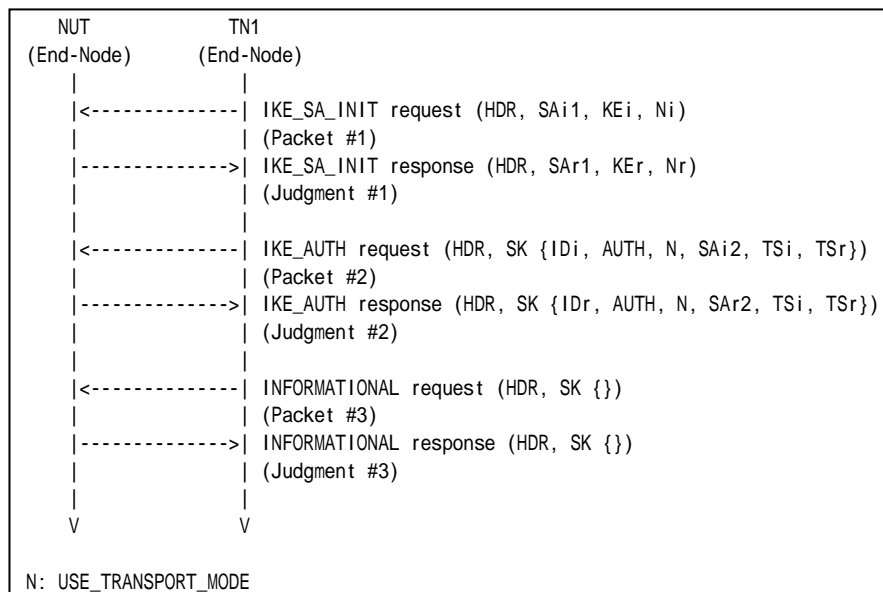 NUT TN1
(End-Node) (End-Node)
| |
|<--------------| IKE_SA_INIT request (HDR, SAi1, KEi, Ni)
| | (Packet #1)
|-------------->| IKE_SA_INIT response (HDR, SAr1, KEr, Nr)
| | (Judgment #1)
| |
|<--------------| IKE_AUTH request (HDR, SK {IDi, AUTH, N, SAi2, TSi, TSr})
| | (Packet #2)
|-------------->| IKE_AUTH response (HDR, SK {IDr, AUTH, N, SAr2, TSi, TSr})
| | (Judgment #2)
| |
|<--------------| INFORMATIONAL request (HDR, SK {})
| | (Packet #3)
|-------------->| INFORMATIONAL response (HDR, SK {})
| | (Judgment #3)
| |
V V
N: USE_TRANSPORT_MODE